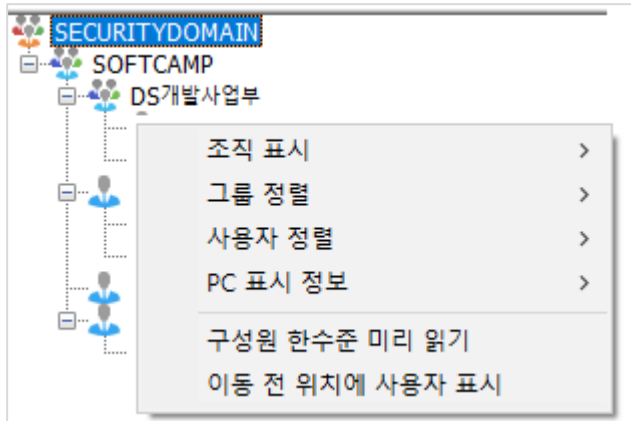 SECURITYDOMAIN
SOFTCAMP
DS개발사업부
조직 표시
그룹 정렬
사용자 정렬
PC 표시 정보
구성원 한수준 미리 읽기
이동 전 위치에 사용자 표시